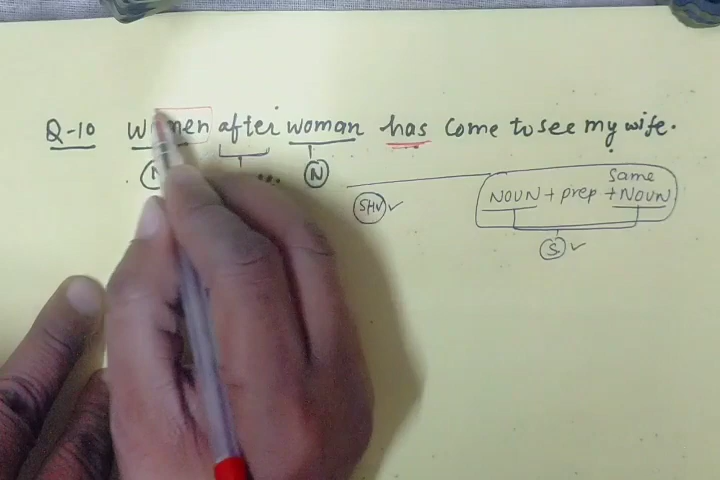 Q-10 Women after woman has come to see my wife.
N ... N
same
SHV ✓ NOUN + prep + NOUN
S ✓